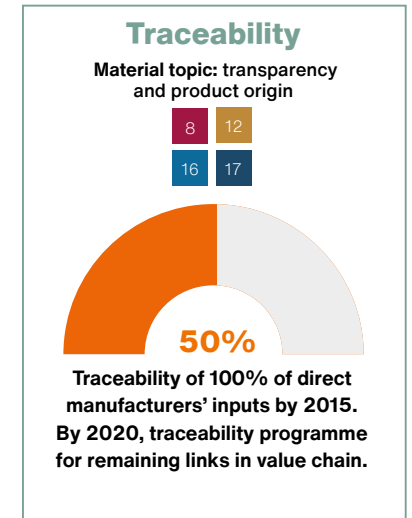 Traceability
Material topic: transparency
and product origin
8 12
16 17
50%
Traceability of 100% of direct
manufacturers’ inputs by 2015.
By 2020, traceability programme
for remaining links in value chain.